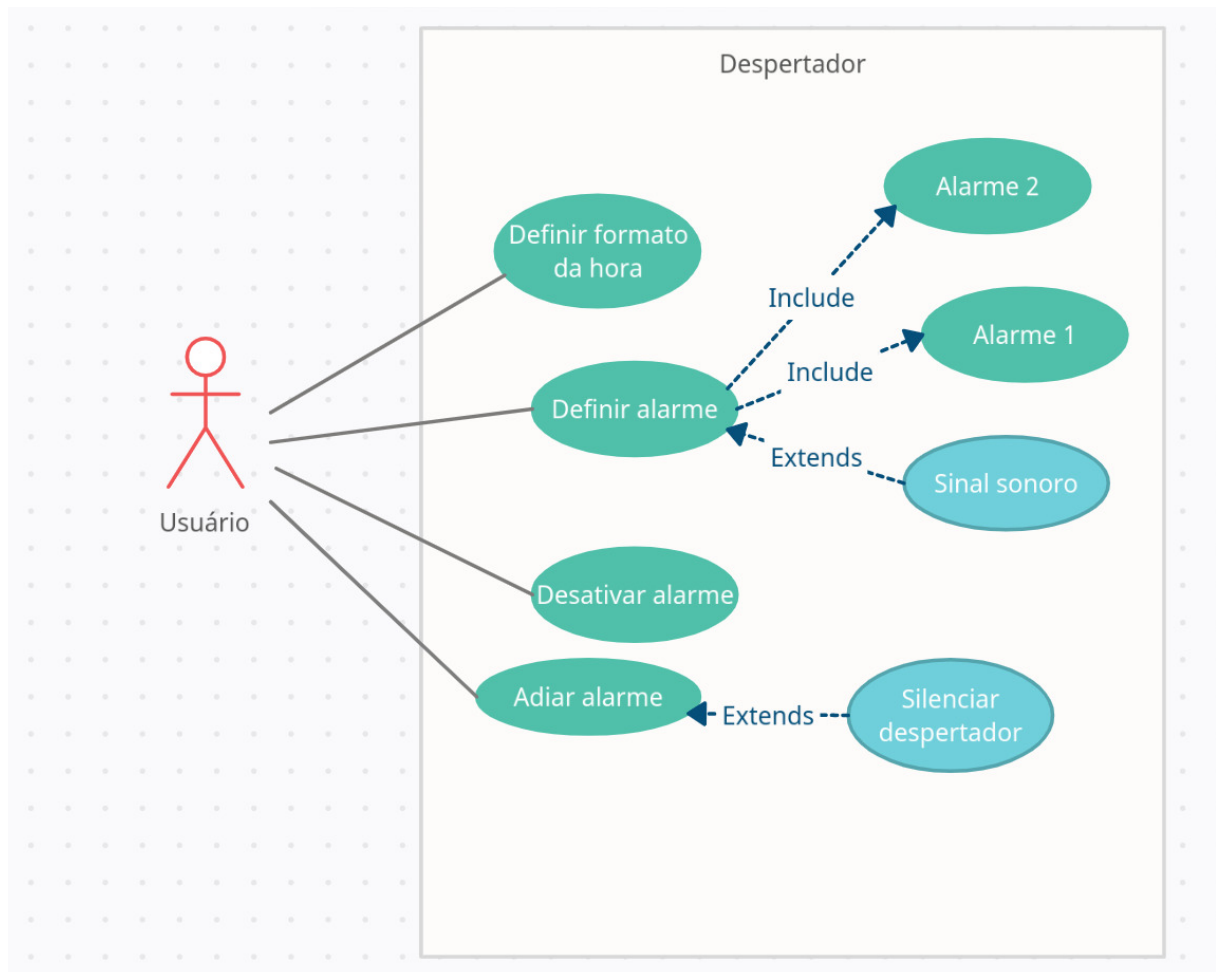 Despertador
Alarme 2
Definir formato
da hora
Include
Alarme 1
Include
Definir alarme
Extends
Sinal sonoro
Usuário
Desativar alarme
Adiar alarme
Extends
Silenciar
despertador